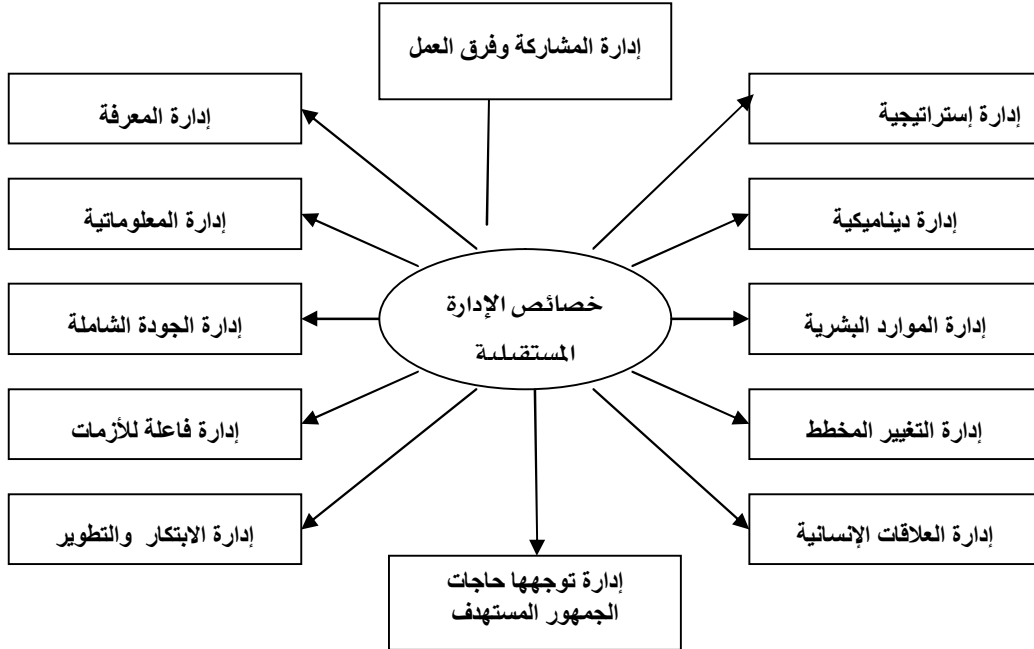 إدارة المشاركة وفرق العمل
إدارة إستراتيجية
إدارة المعرفة
إدارة ديناميكية
إدارة المعلوماتية
خصائص الإدارة
المستقبلية
إدارة الموارد البشرية
إدارة الجودة الشاملة
إدارة التغيير المخطط
إدارة فاعلة للأزمات
إدارة العلاقات الإنسانية
إدارة الابتكار والتطوير
إدارة توجهها حاجات
الجمهور المستهدف